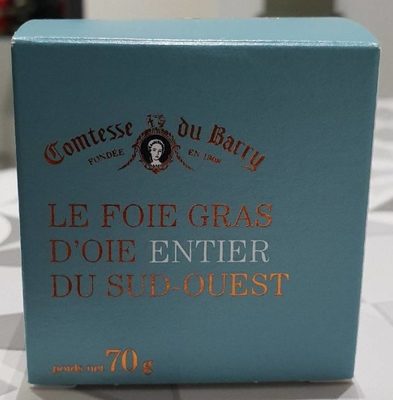 Comtesse du Barry
FONDÉE EN 1908
LE FOIE GRAS
D'OIE ENTIER
DU SUD-OUEST
poids net 70 g